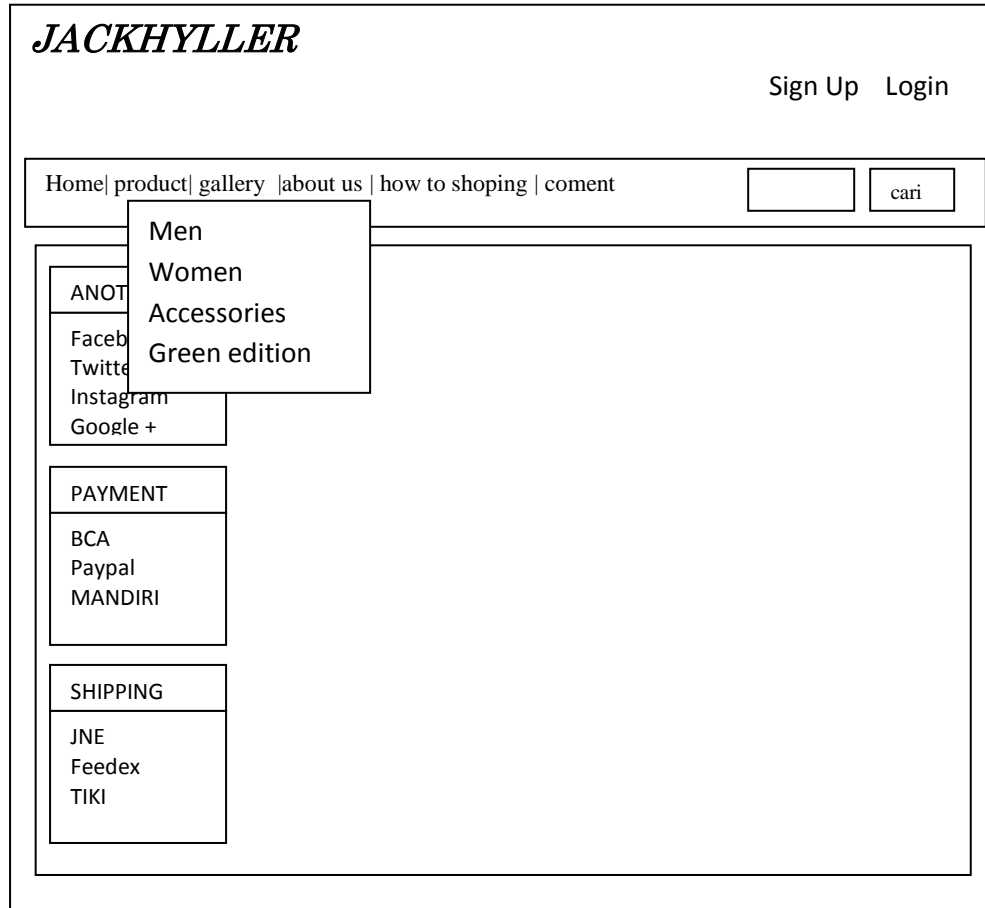 JACKHYLLER
Sign Up Login
Home| product| gallery |about us | how to shoping | coment
cari
Men
Women
Accessories
Green edition
ANOT
Faceb
Twitte
Instagram
Google +
PAYMENT
BCA
Paypal
MANDIRI
SHIPPING
JNE
Feedex
TIKI